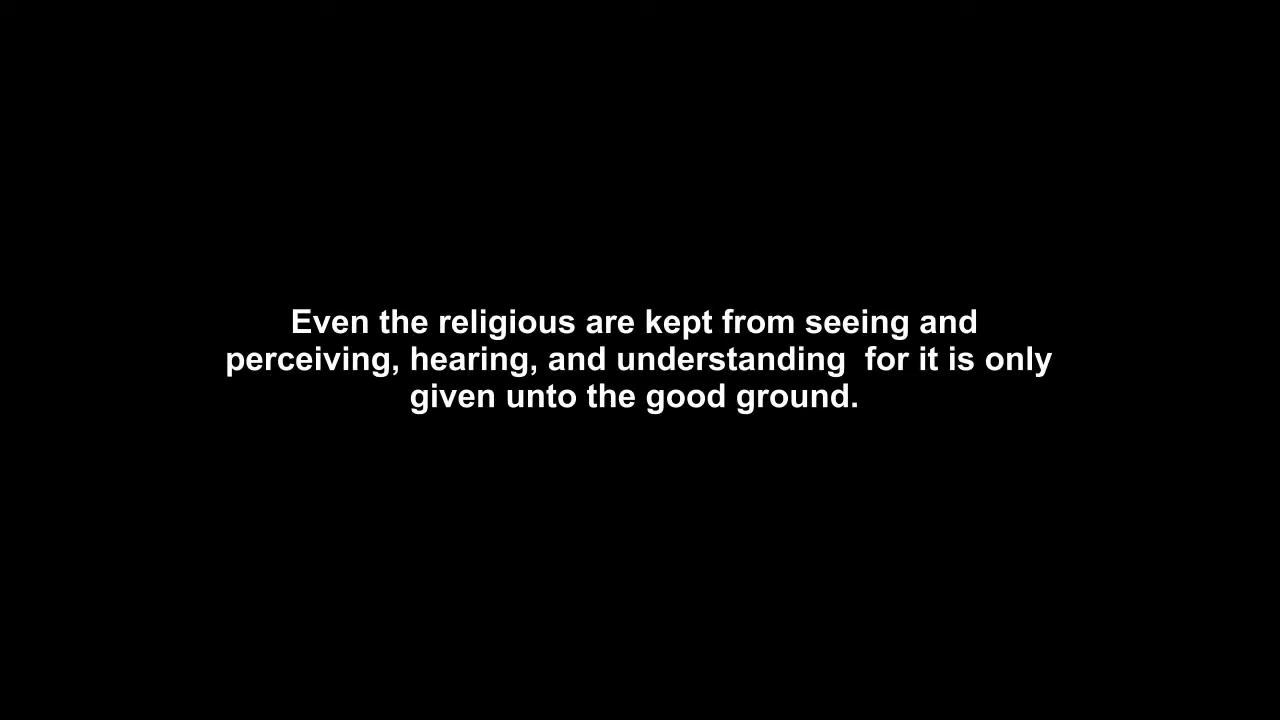 Even the religious are kept from seeing and
perceiving, hearing, and understanding  for it is only
given unto the good ground.